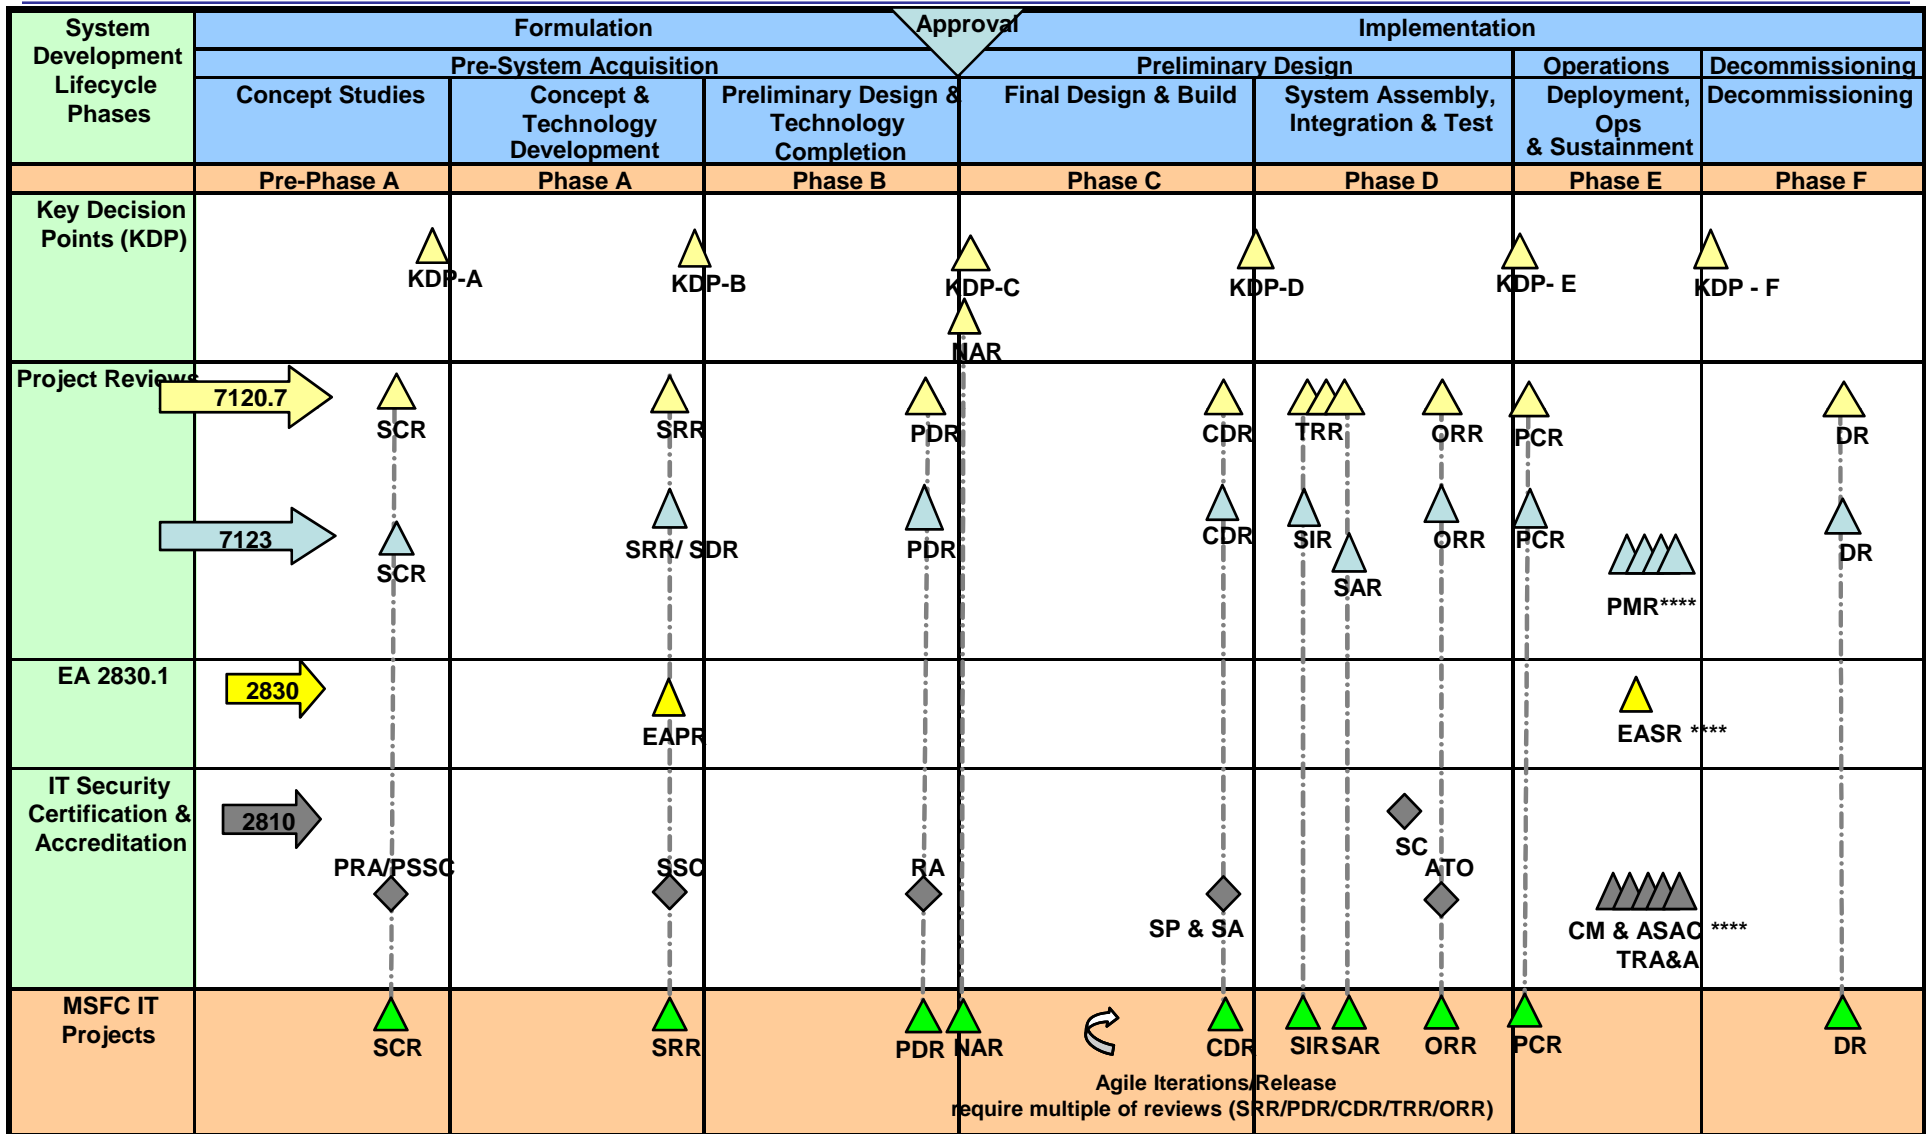 System
Development
Lifecycle
Phases
Formulation
Approval
Implementation
Pre-System Acquisition
Preliminary Design
Operations
Decommissioning
Concept Studies
Concept &
Technology
Development
Preliminary Design &
Technology
Completion
Final Design & Build
System Assembly,
Integration & Test
Deployment,
Ops
& Sustainment
Decommissioning
Pre-Phase A
Phase A
Phase B
Phase C
Phase D
Phase E
Phase F
Key Decision
Points (KDP)
KDP-A
KDP-B
KDP-C
KDP-D
KDP- E
KDP - F
NAR
Project Reviews
7120.7
SCR
SRR
PDR
CDR
TRR
ORR
PCR
DR
7123
SCR
SRR/ SDR
PDR
CDR
SIR
SAR
ORR
PCR
PMR****
DR
EA 2830.1
2830
EAPR
EASR ****
IT Security
Certification &
Accreditation
2810
PRA/PSSC
SSC
RA
SP & SA
SC
ATO
CM & ASAC ****
TRA&A
MSFC IT
Projects
SCR
SRR
PDR
NAR
CDR
SIR
SAR
ORR
PCR
DR
Agile Iterations/Release
require multiple of reviews (SRR/PDR/CDR/TRR/ORR)